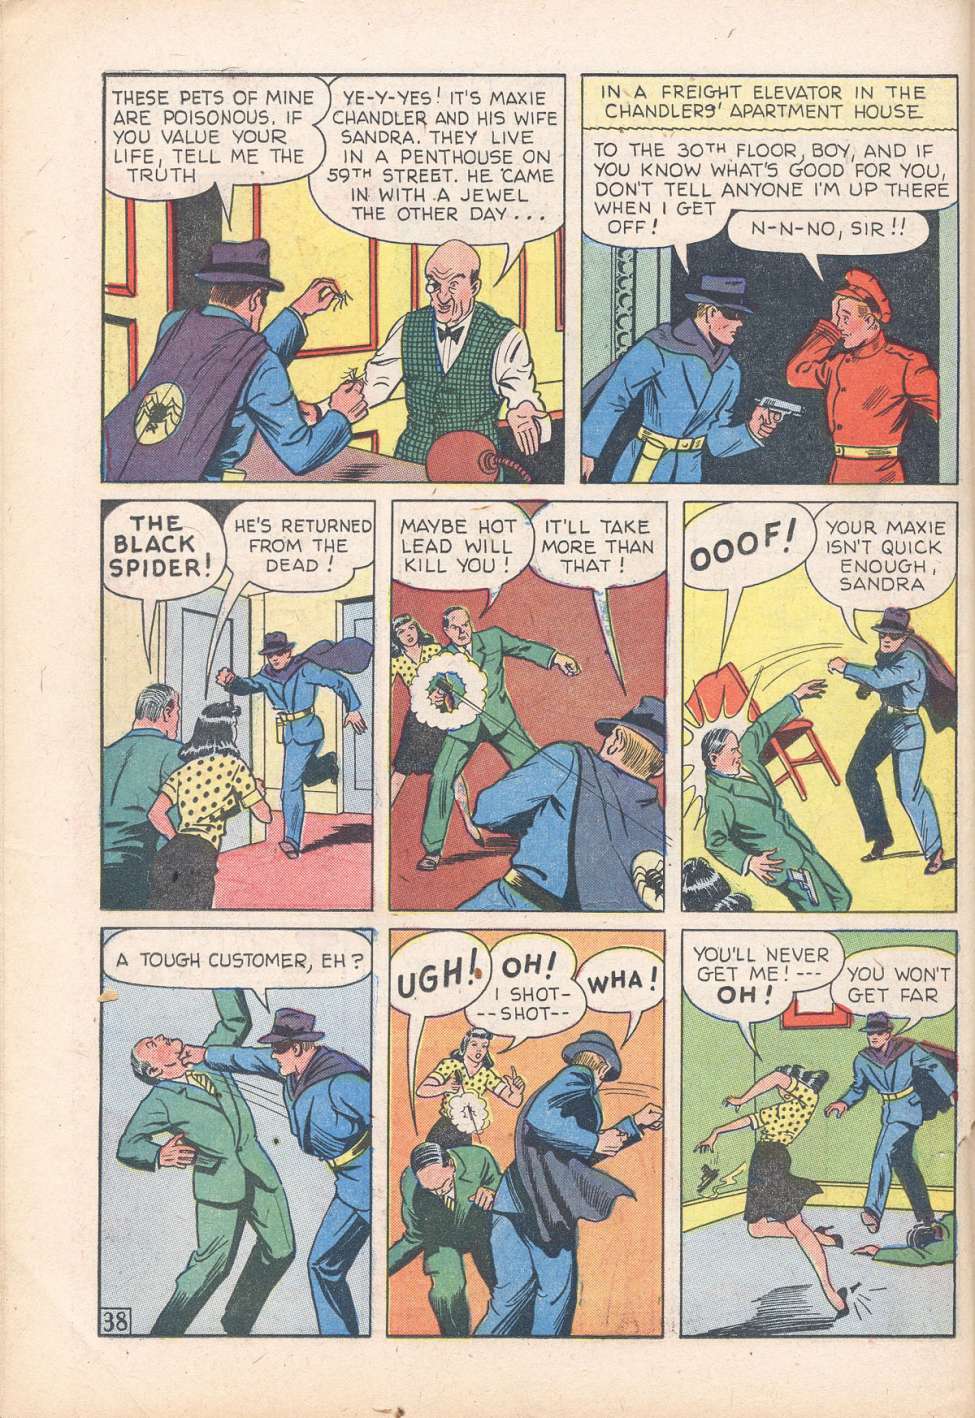 THESE PETS OF MINE
ARE POISONOUS. IF
YOU VALUE YOUR
LIFE, TELL ME THE
TRUTH
YE-Y-YES! IT'S MAXIE
CHANDLER AND HIS WIFE
SANDRA. THEY LIVE
IN A PENTHOUSE ON
59TH STREET. HE CAME
IN WITH A JEWEL
THE OTHER DAY...
IN A FREIGHT ELEVATOR IN THE
CHANDLERS' APARTMENT HOUSE
TO THE 30TH FLOOR, BOY, AND IF
YOU KNOW WHAT'S GOOD FOR YOU,
DON'T TELL ANYONE I'M UP THERE
WHEN I GET
OFF!
N-N-NO, SIR!!
THE
BLACK
SPIDER!
HE'S RETURNED
FROM THE
DEAD!
MAYBE HOT
LEAD WILL
KILL YOU!
IT'LL TAKE
MORE THAN
THAT!
OOOF!
YOUR MAXIE
ISN'T QUICK
ENOUGH,
SANDRA
A TOUGH CUSTOMER, EH?
UGH!
OH!
I SHOT-
--SHOT--
WHA!
YOU'LL NEVER
GET ME!---
OH!
YOU WON'T
GET FAR
38